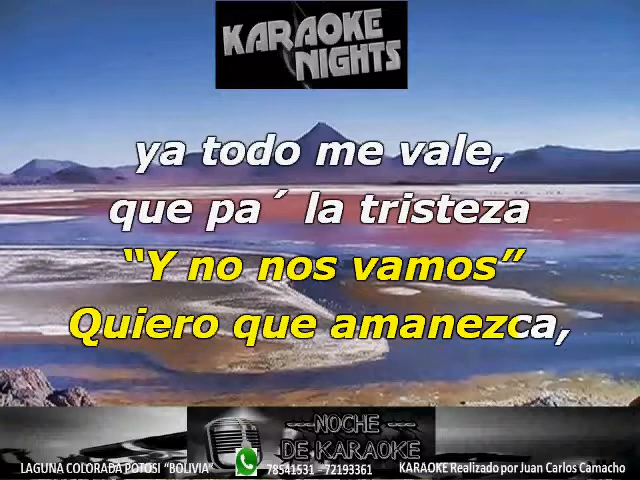 KARAOKE
NIGHTS
ya todo me vale,
que pa´ la tristeza
“Y no nos vamos”
Quiero que amanezca,
---NOCHE---
DE KARAOKE
LAGUNA COLORADA POTOSI “BOLIVIA” 78541531 -72193361 KARAOKE Realizado por Juan Carlos Camacho